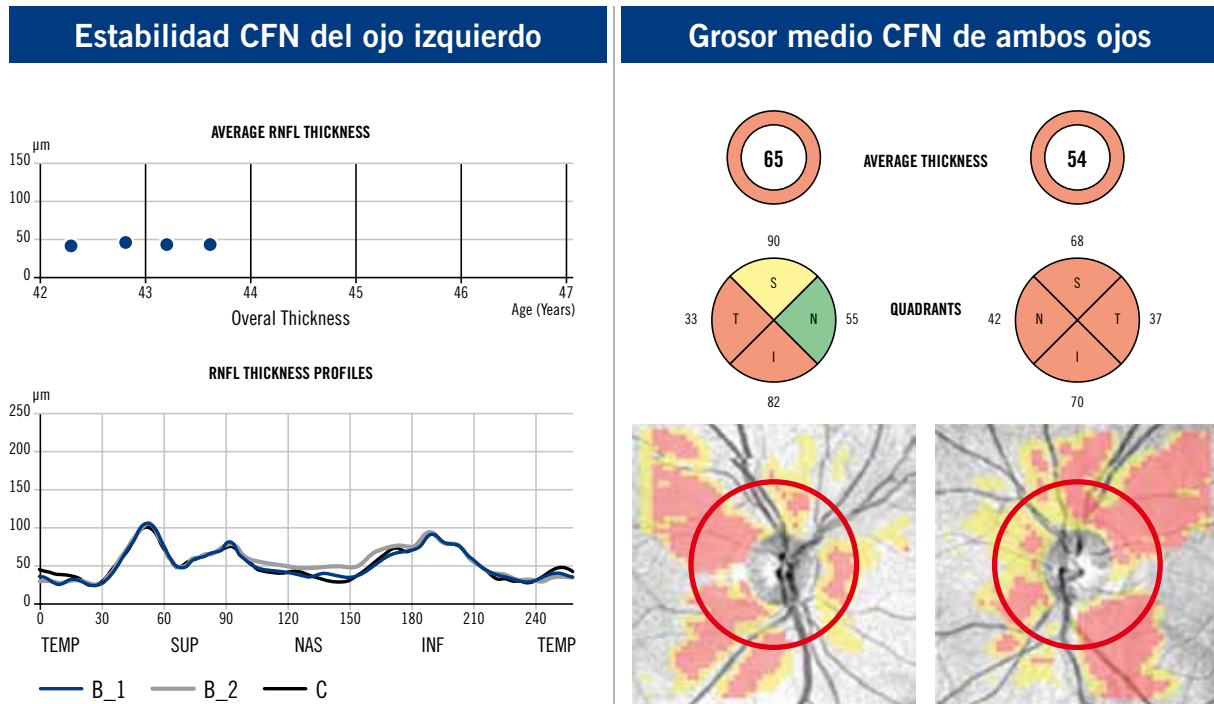 Estabilidad CFN del ojo izquierdo
AVERAGE RNFL THICKNESS
µm
150
100
50
0
42 43 44 45 46 47
Age (Years)
Overal Thickness
RNFL THICKNESS PROFILES
µm
250
200
150
100
50
0
0 30 60 90 120 150 180 210 240
TEMP SUP NAS INF TEMP
B_1 B_2 C
Grosor medio CFN de ambos ojos
65 AVERAGE THICKNESS 54
90 68
S S
33 T N 55 QUADRANTS 42 N T 37
I I
82 70